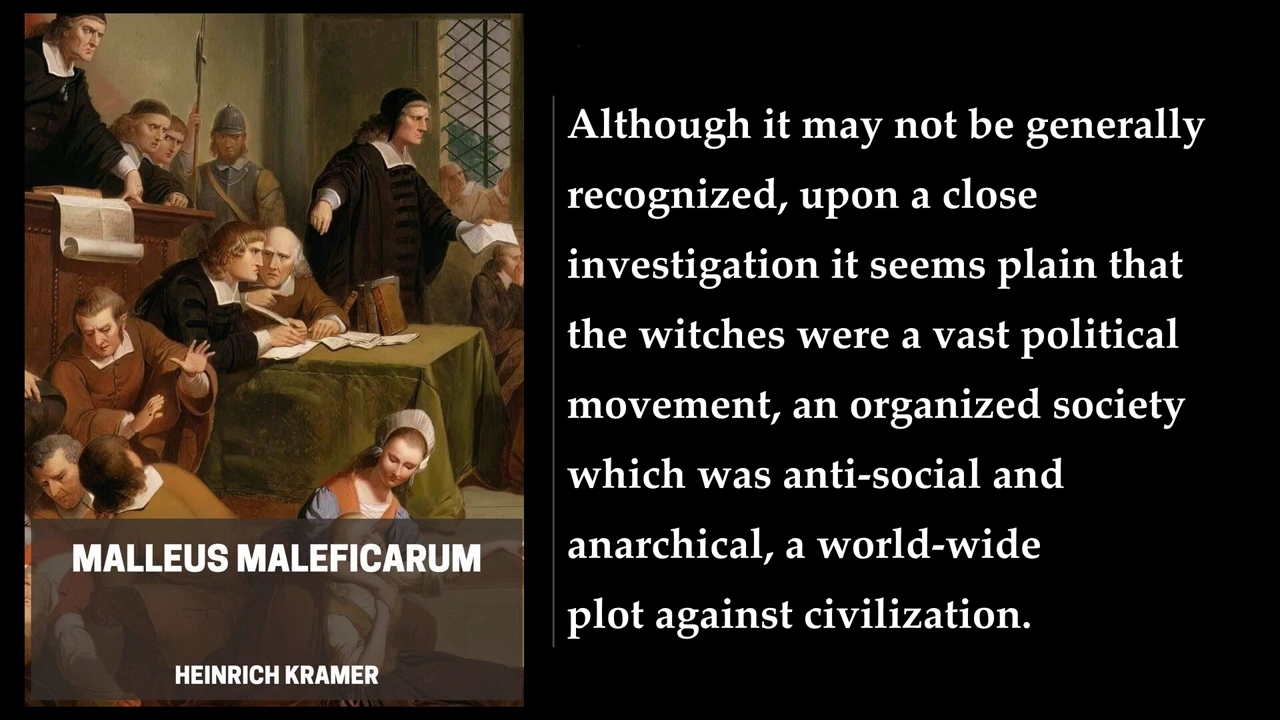 MALLEUS MALEFICARUM
HEINRICH KRAMER
Although it may not be generally
recognized, upon a close
investigation it seems plain that
the witches were a vast political
movement, an organized society
which was anti-social and
anarchical, a world-wide
plot against civilization.